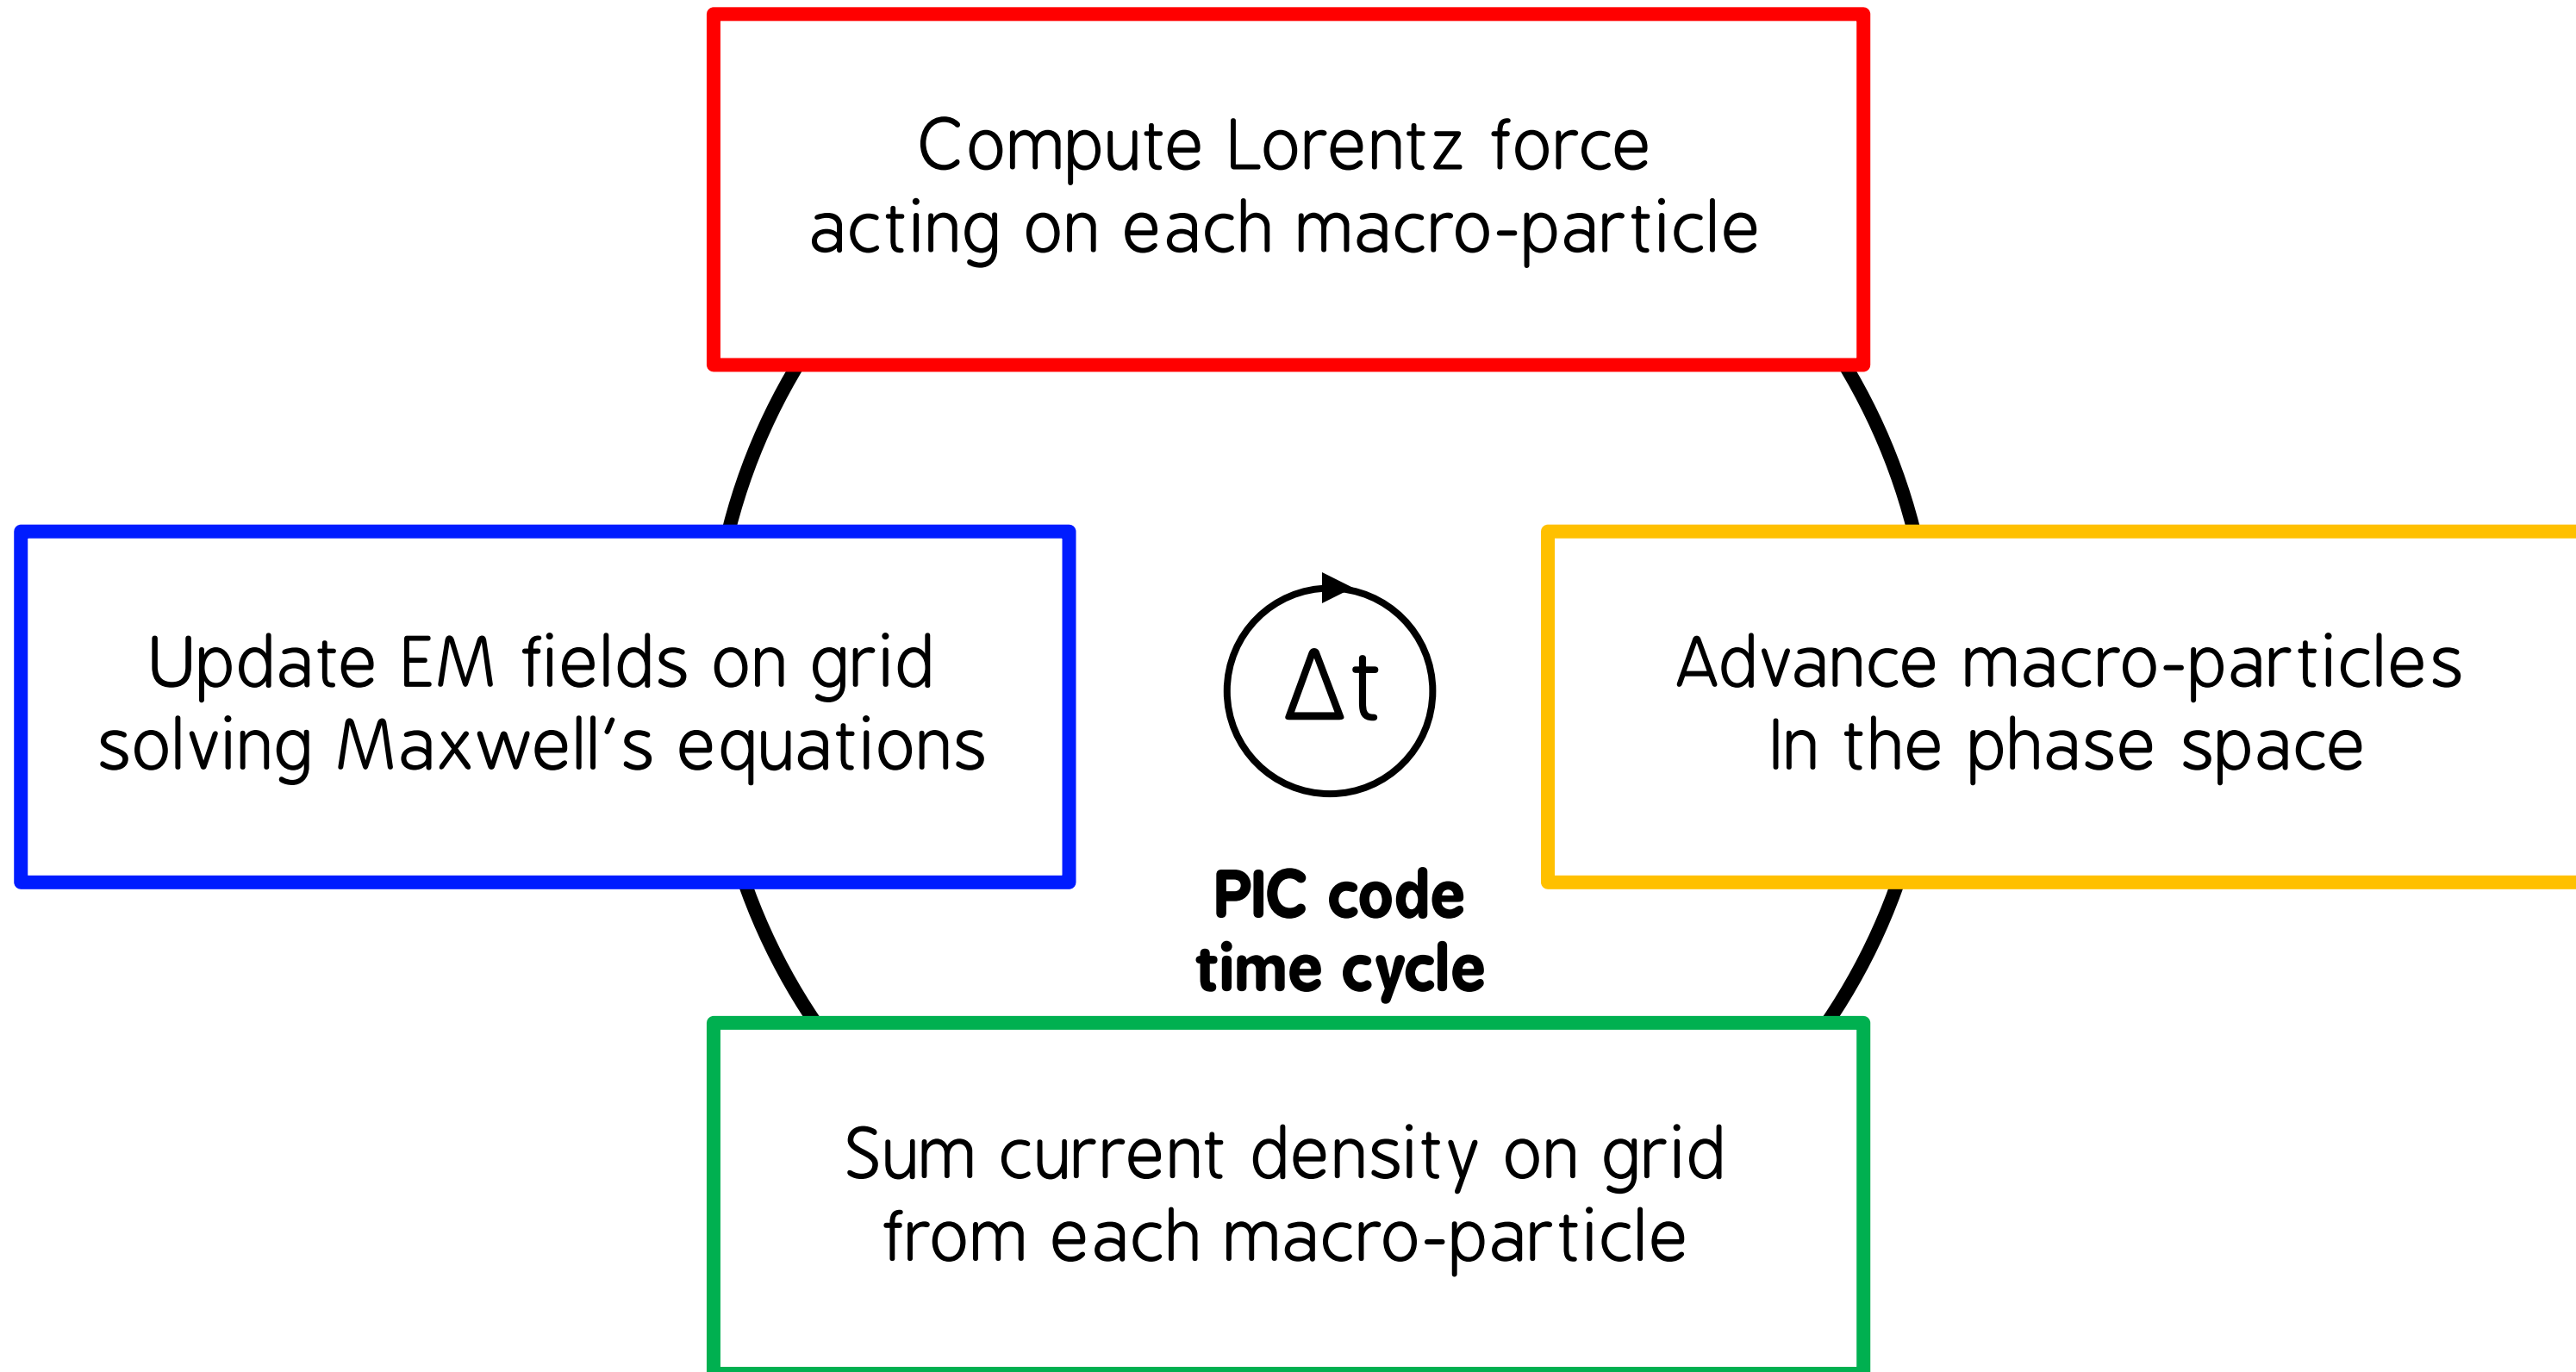 Compute Lorentz force
acting on each macro-particle
Update EM fields on grid
solving Maxwell’s equations
Δt
Advance macro-particles
In the phase space
PIC code
time cycle
Sum current density on grid
from each macro-particle